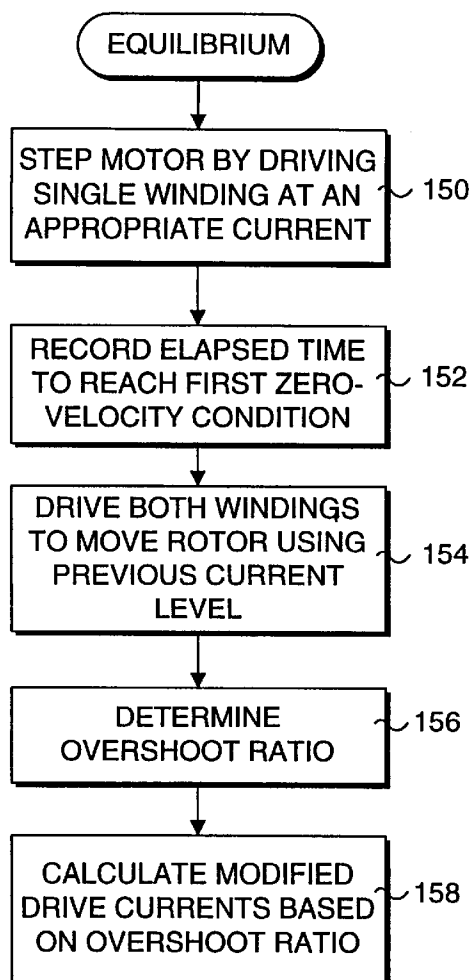 EQUILIBRIUM
STEP MOTOR BY DRIVING
SINGLE WINDING AT AN
APPROPRIATE CURRENT
150
RECORD ELAPSED TIME
TO REACH FIRST ZERO-
VELOCITY CONDITION
152
DRIVE BOTH WINDINGS
TO MOVE ROTOR USING
PREVIOUS CURRENT
LEVEL
154
DETERMINE
OVERSHOOT RATIO
156
CALCULATE MODIFIED
DRIVE CURRENTS BASED
ON OVERSHOOT RATIO
158